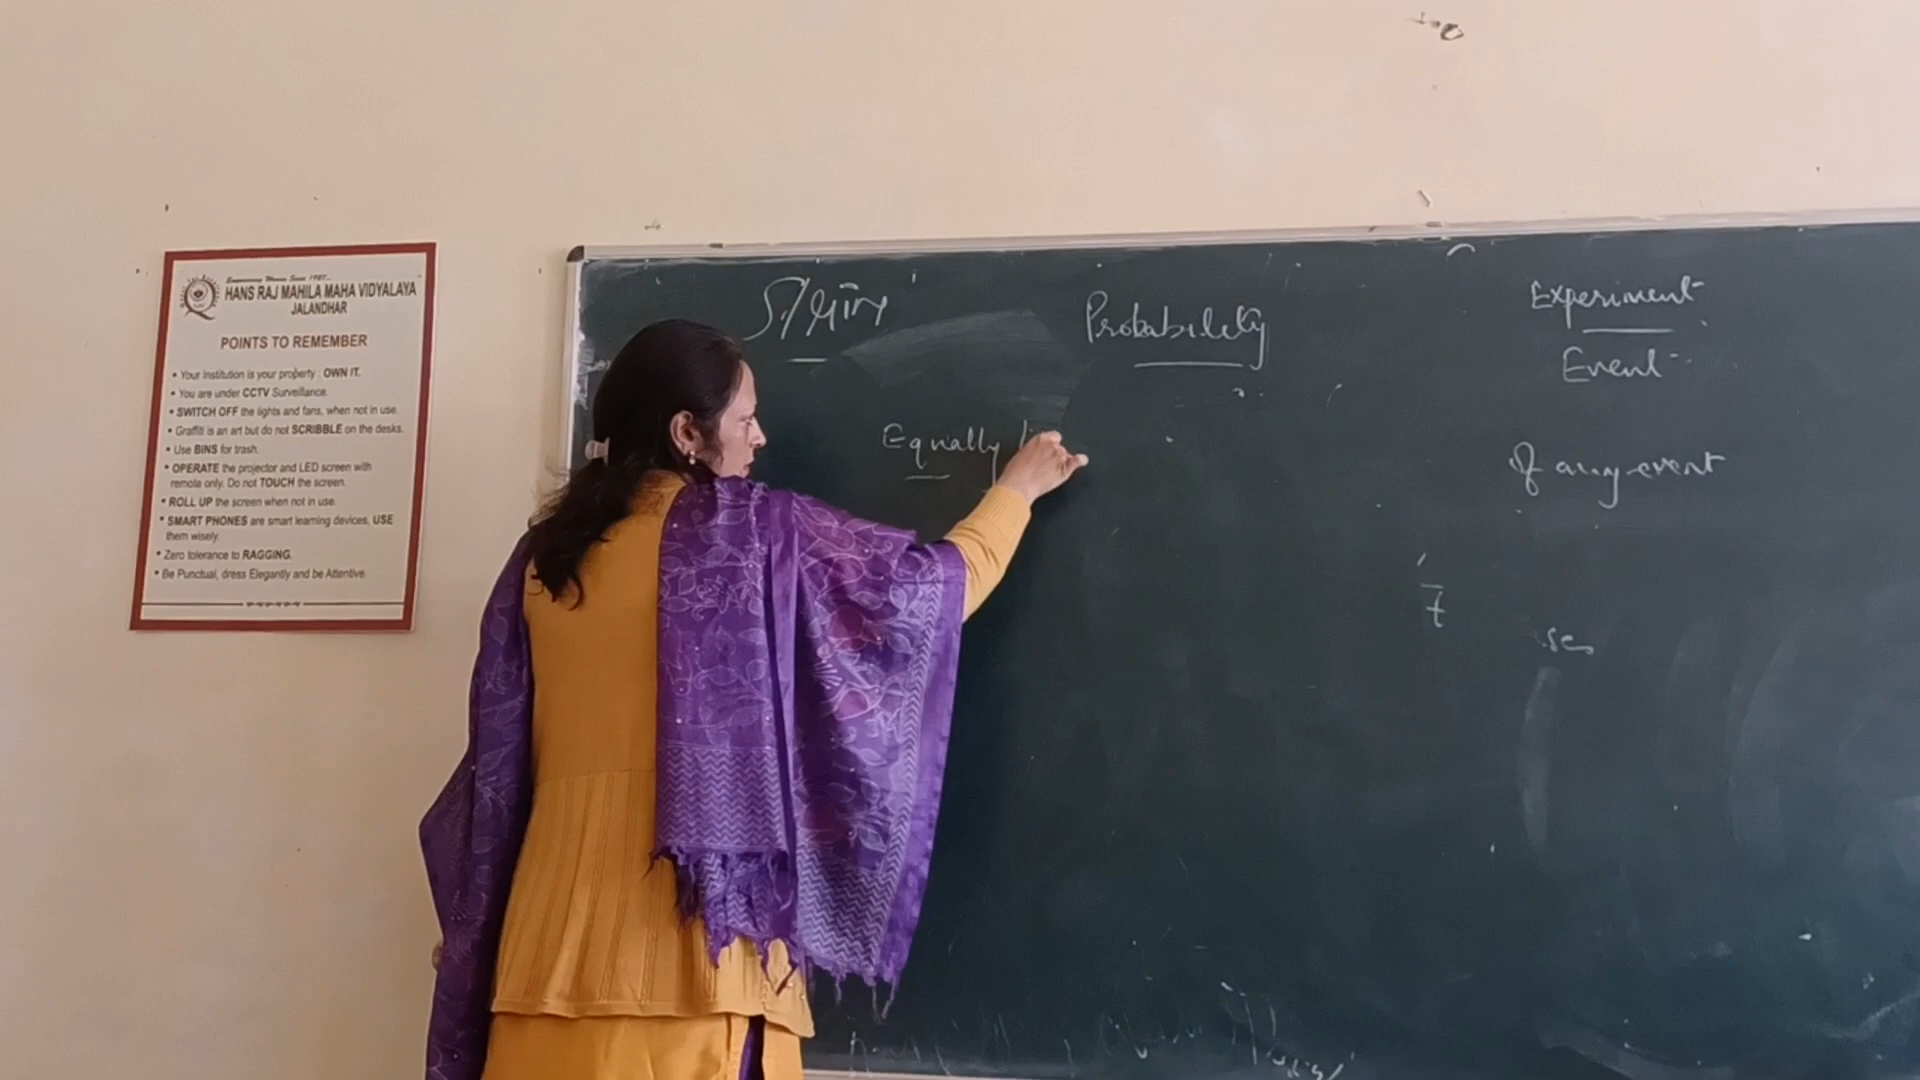 Empowering Women Since 1927...
HANS RAJ MAHILA MAHA VIDYALAYA
JALANDHAR
POINTS TO REMEMBER
• Your Institution is your property : OWN IT.
• You are under CCTV Surveillance.
• SWITCH OFF the lights and fans, when not in use.
• Graffiti is an art but do not SCRIBBLE on the desks.
• Use BINS for trash.
• OPERATE the projector and LED screen with
remote only. Do not TOUCH the screen.
• ROLL UP the screen when not in use.
• SMART PHONES are smart learning devices, USE
them wisely.
• Zero tolerance to RAGGING.
• Be Punctual, dress Elegantly and be Attentive.
Probability
Equally
Experiment
Event
of any event
7